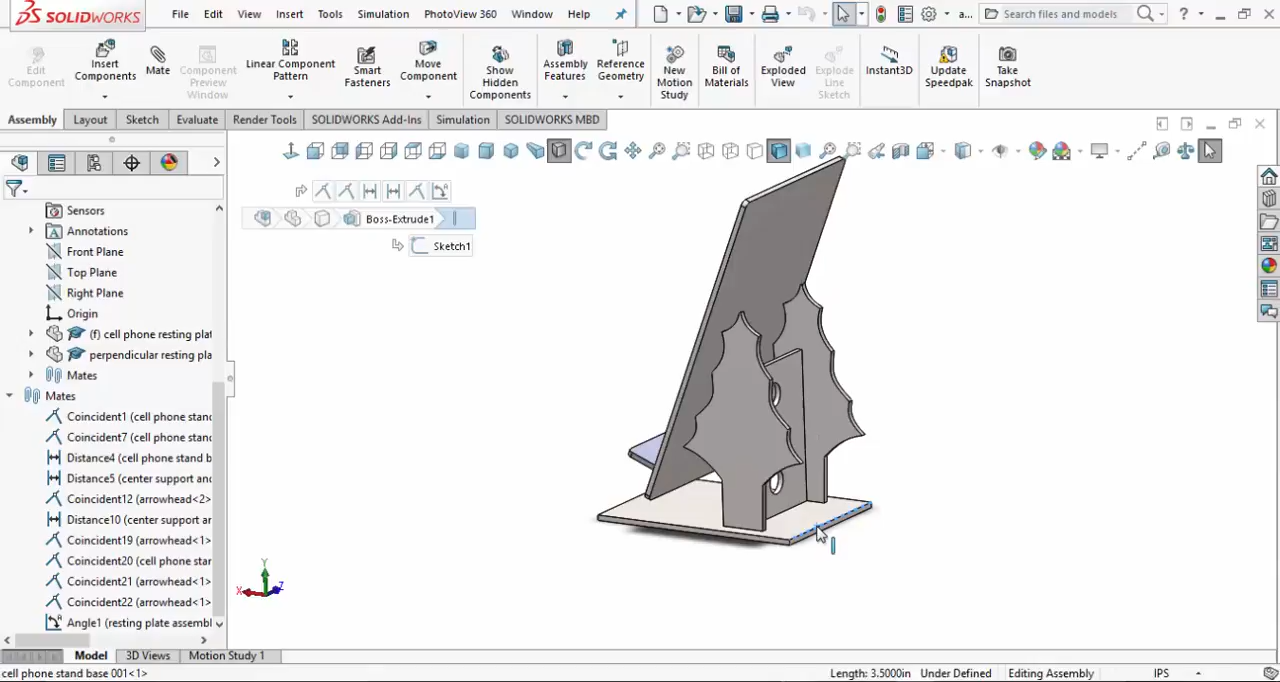 SOLIDWORKS File Edit View Insert Tools Simulation PhotoView 360 Window Help a... Search files and models ?
Edit Component
Insert Components
Mate
Component Preview Window
Linear Component Pattern
Smart Fasteners
Move Component
Show Hidden Components
Assembly Features
Reference Geometry
New Motion Study
Bill of Materials
Exploded View
Explode Line Sketch
Instant3D
Update Speedpak
Take Snapshot
Assembly Layout Sketch Evaluate Render Tools SOLIDWORKS Add-Ins Simulation SOLIDWORKS MBD
Boss-Extrude1
Sketch1
Sensors
Annotations
Front Plane
Top Plane
Right Plane
Origin
(f) cell phone resting plat
perpendicular resting pla
Mates
Mates
Coincident1 (cell phone stand
Coincident7 (cell phone stand
Distance4 (cell phone stand b
Distance5 (center support and
Coincident12 (arrowhead<2>
Distance10 (center support ar
Coincident19 (arrowhead<1>
Coincident20 (cell phone stan
Coincident21 (arrowhead<1>
Coincident22 (arrowhead<1>
Angle1 (resting plate assembl
Y
X
Z
Model 3D Views Motion Study 1
cell phone stand base 001<1> Length: 3.5000in Under Defined Editing Assembly IPS